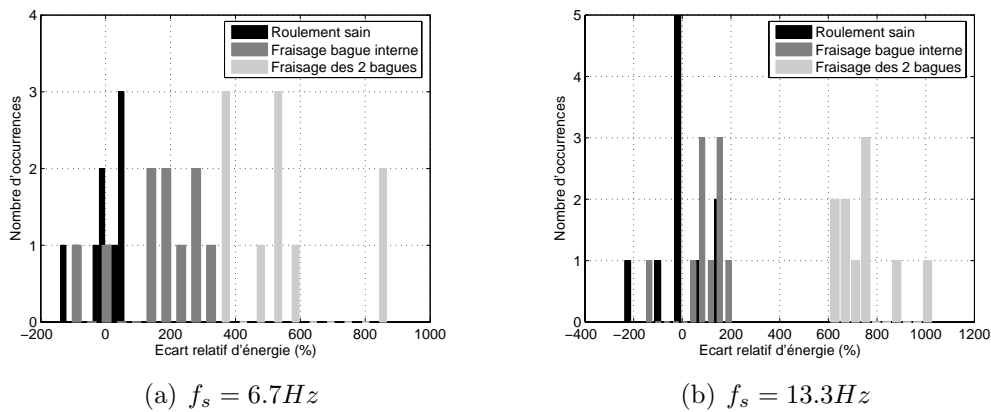 4
3
2
1
0
−200
0
200
400
600
800
1000
Nombre d'occurrences
Ecart relatif d'énergie (%)
Roulement sain
Fraisage bague interne
Fraisage des 2 bagues
(a) f_s = 6.7Hz
5
4
3
2
1
0
−400
−200
0
200
400
600
800
1000
1200
Nombre d'occurrences
Ecart relatif d'énergie (%)
Roulement sain
Fraisage bague interne
Fraisage des 2 bagues
(b) f_s = 13.3Hz